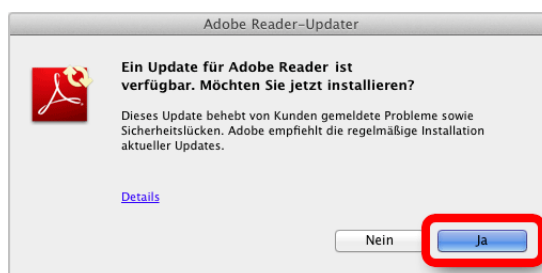 Adobe Reader-Updater
Ein Update für Adobe Reader ist
verfügbar. Möchten Sie jetzt installieren?
Dieses Update behebt von Kunden gemeldete Probleme sowie
Sicherheitslücken. Adobe empfiehlt die regelmäßige Installation
aktueller Updates.
Details
Nein
Ja